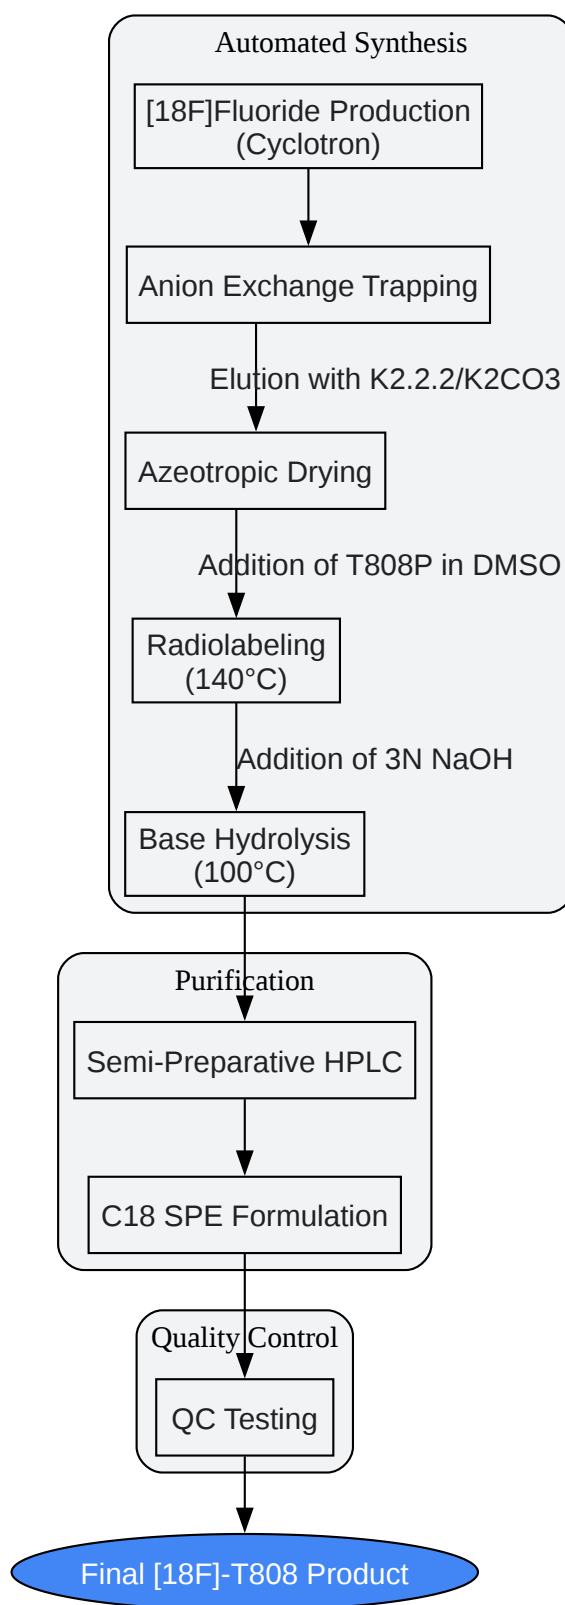 Automated Synthesis
[18F]Fluoride Production
(Cyclotron)
Anion Exchange Trapping
Elution with K2.2.2/K2CO3
Azeotropic Drying
Addition of T808P in DMSO
Radiolabeling
(140°C)
Addition of 3N NaOH
Base Hydrolysis
(100°C)
Purification
Semi-Preparative HPLC
C18 SPE Formulation
Quality Control
QC Testing
Final [18F]-T808 Product